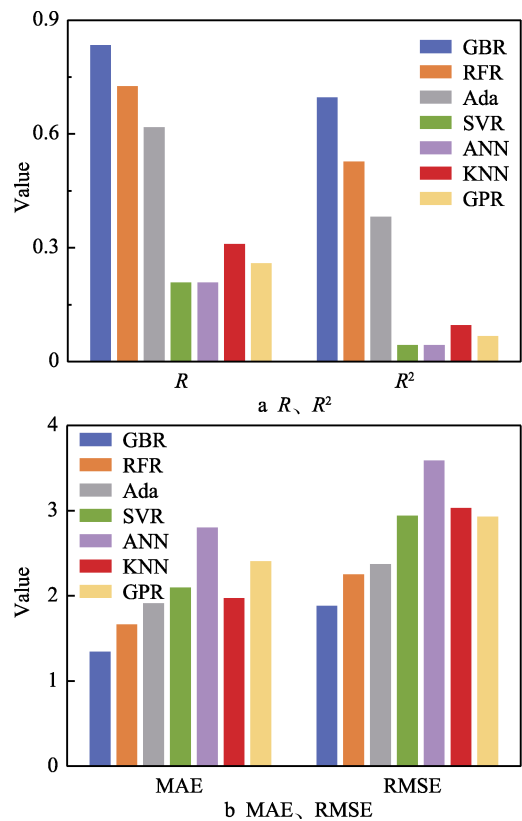 0.9
0.6
0.3
0
Value
GBR
RFR
Ada
SVR
ANN
KNN
GPR
R
R²
a R、R²
4
3
2
1
0
Value
GBR
RFR
Ada
SVR
ANN
KNN
GPR
MAE
RMSE
b MAE、RMSE